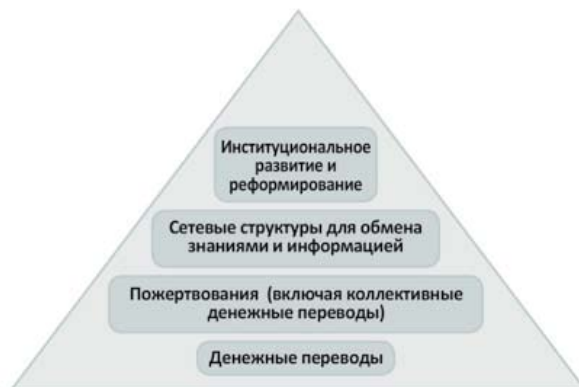 Институциональное
развитие и
реформирование
Сетевые структуры для обмена
знаниями и информацией
Пожертвования (включая коллективные
денежные переводы)
Денежные переводы